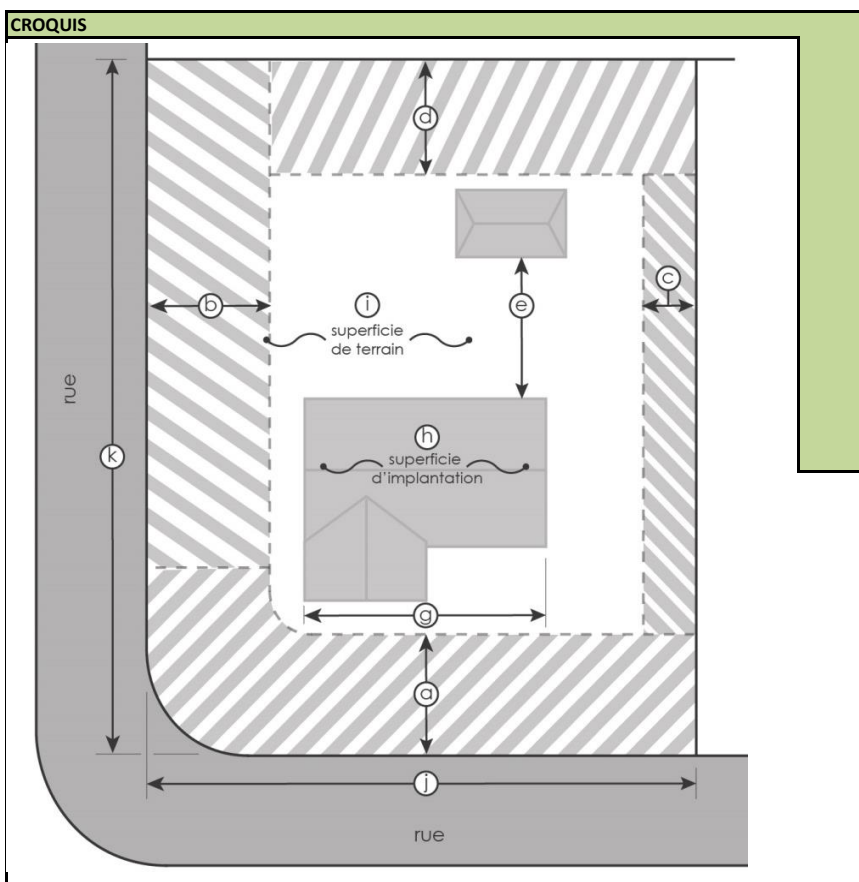 CROQUIS
d
b
i
e
c
superficie
de terrain
rue
h
k
superficie
d'implantation
g
a
j
rue